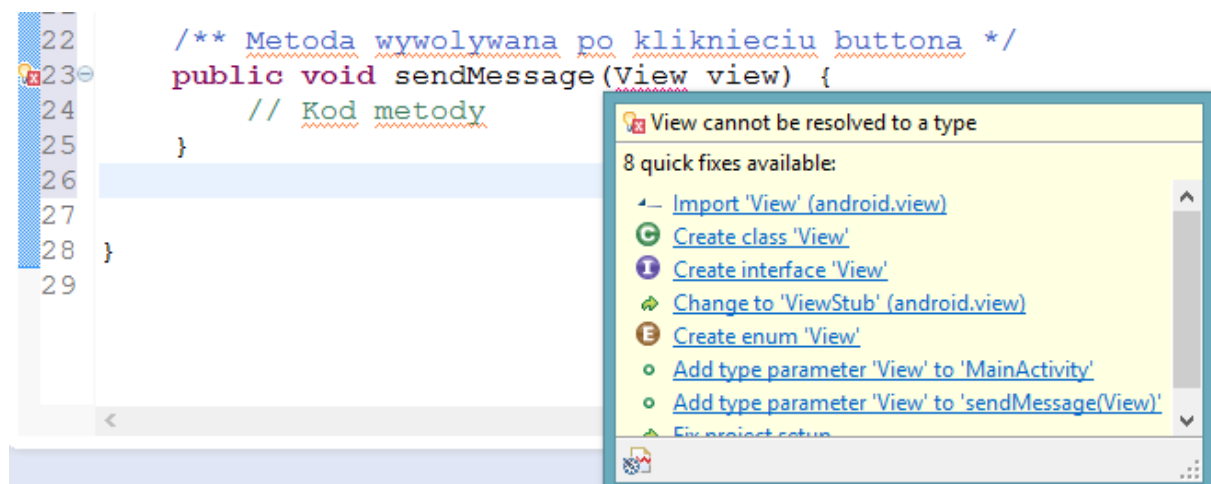 22 /** Metoda wywolywana po kliknieciu buttona */
23 public void sendMessage(View view) {
24 // Kod metody
25 }
26
27
28 }
29
View cannot be resolved to a type
8 quick fixes available:
Import 'View' (android.view)
Create class 'View'
Create interface 'View'
Change to 'ViewStub' (android.view)
Create enum 'View'
Add type parameter 'View' to 'MainActivity'
Add type parameter 'View' to 'sendMessage(View)'
Fix project setup